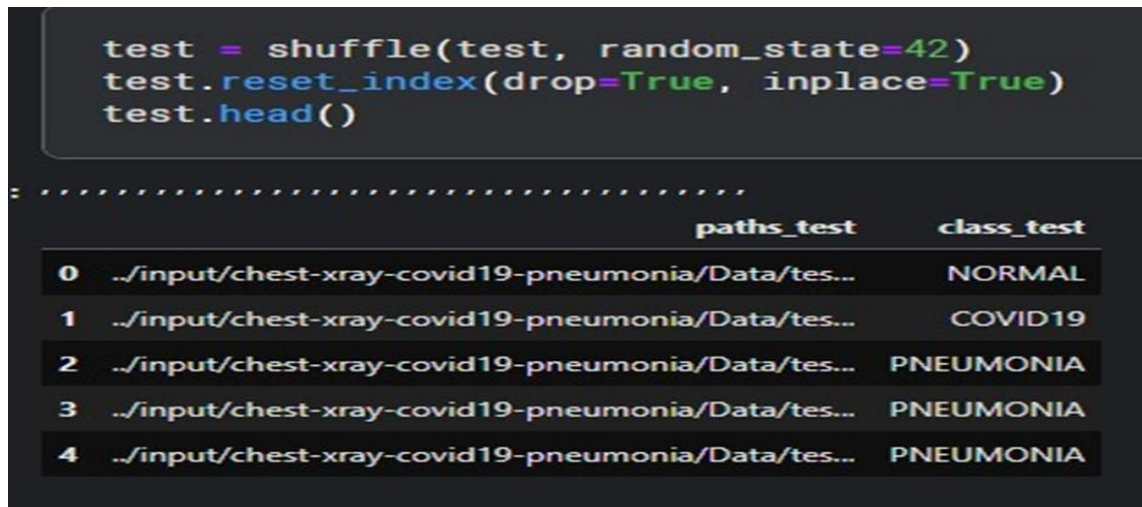 test = shuffle(test, random_state=42)
test.reset_index(drop=True, inplace=True)
test.head()
: ,,,,,,,,,,,,,,,,,,,,,,,,,,,,,,,,,,,,,,
paths_test class_test
0 ../input/chest-xray-covid19-pneumonia/Data/tes... NORMAL
1 ../input/chest-xray-covid19-pneumonia/Data/tes... COVID19
2 ../input/chest-xray-covid19-pneumonia/Data/tes... PNEUMONIA
3 ../input/chest-xray-covid19-pneumonia/Data/tes... PNEUMONIA
4 ../input/chest-xray-covid19-pneumonia/Data/tes... PNEUMONIA